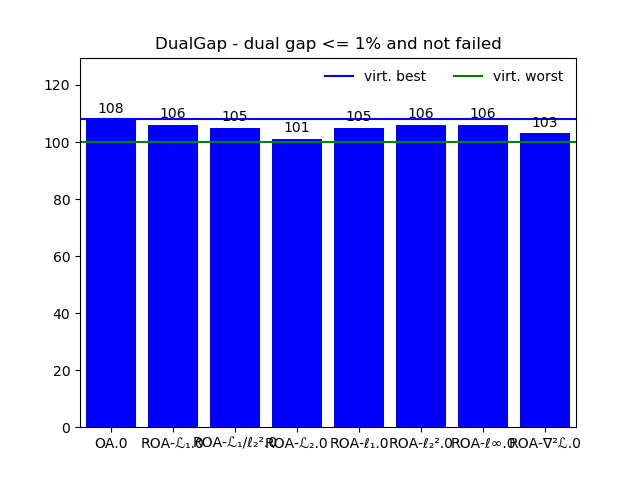 DualGap - dual gap <= 1% and not failed
virt. best virt. worst
120
100
80
60
40
20
0
108 106 105 101 105 106 106 103
OA.0 ROA-ℒ₁.0 ROA-ℒ₁/ℓ₂².0 ROA-ℒ₂.0 ROA-ℓ₁.0 ROA-ℓ₂².0 ROA-ℓ∞.0 ROA-∇²ℒ.0